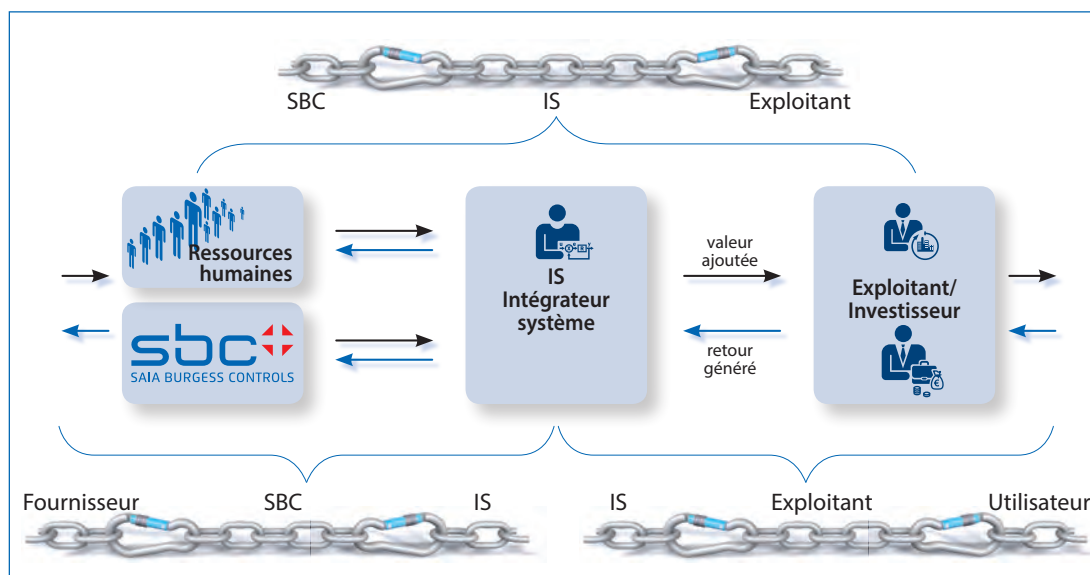 SBC IS Exploitant
Ressources
humaines
sbc
SAIA BURGESS CONTROLS
IS
Intégrateur
système
valeur
ajoutée
retour
généré
Exploitant/
Investisseur
Fournisseur SBC IS
IS Exploitant Utilisateur